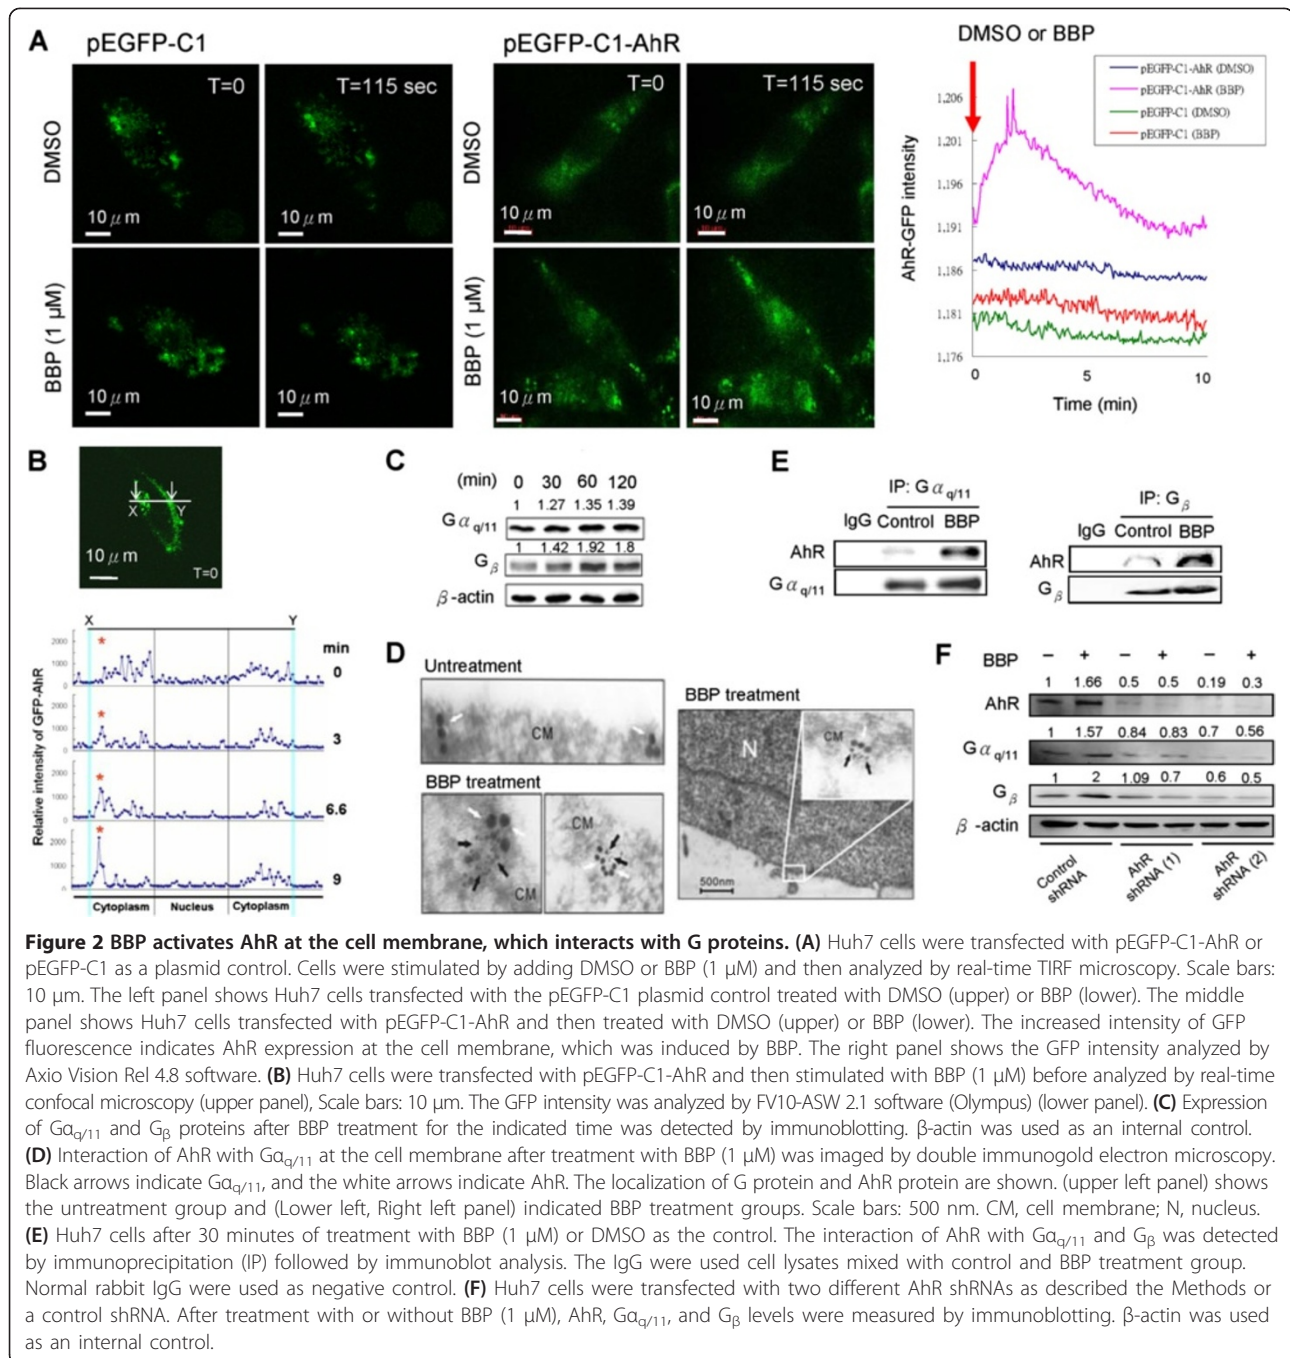 A
pEGFP-C1
pEGFP-C1-AhR
DMSO or BBP
T=0
T=115 sec
T=0
T=115 sec
DMSO
DMSO
10 μm
10 μm
10 μm
10 μm
BBP (1 μM)
BBP (1 μM)
10 μm
10 μm
10 μm
10 μm
pEGFP-C1-AhR (DMSO)
pEGFP-C1-AhR (BBP)
pEGFP-C1 (DMSO)
pEGFP-C1 (BBP)
AhR-GFP intensity
1.206
1.201
1.196
1.191
1.186
1.181
1.176
0 5 10
Time (min)
B
X Y
10 μm
T=0
X Y
min
Relative intensity of GFP-AhR
2000
1000
0
* 0
2000
1000
0
* 3
2000
1000
0
* 6.6
2000
1000
0
* 9
Cytoplasm Nucleus Cytoplasm
C
(min) 0 30 60 120
1 1.27 1.35 1.39
Gα q/11
1 1.42 1.92 1.8
Gβ
β-actin
D
Untreatment
CM
BBP treatment
CM
CM
BBP treatment
N
CM
500nm
E
IP: Gα q/11
IgG Control BBP
AhR
Gα q/11
IP: Gβ
IgG Control BBP
AhR
Gβ
F
BBP − + − + − +
1 1.66 0.5 0.5 0.19 0.3
AhR
1 1.57 0.84 0.83 0.7 0.56
Gα q/11
1 2 1.09 0.7 0.6 0.5
Gβ
β-actin
Control shRNA
AhR shRNA (1)
AhR shRNA (2)
Figure 2 BBP activates AhR at the cell membrane, which interacts with G proteins. (A) Huh7 cells were transfected with pEGFP-C1-AhR or
pEGFP-C1 as a plasmid control. Cells were stimulated by adding DMSO or BBP (1 μM) and then analyzed by real-time TIRF microscopy. Scale bars:
10 μm. The left panel shows Huh7 cells transfected with the pEGFP-C1 plasmid control treated with DMSO (upper) or BBP (lower). The middle
panel shows Huh7 cells transfected with pEGFP-C1-AhR and then treated with DMSO (upper) or BBP (lower). The increased intensity of GFP
fluorescence indicates AhR expression at the cell membrane, which was induced by BBP. The right panel shows the GFP intensity analyzed by
Axio Vision Rel 4.8 software. (B) Huh7 cells were transfected with pEGFP-C1-AhR and then stimulated with BBP (1 μM) before analyzed by real-time
confocal microscopy (upper panel), Scale bars: 10 μm. The GFP intensity was analyzed by FV10-ASW 2.1 software (Olympus) (lower panel). (C) Expression
of Gαq/11 and Gβ proteins after BBP treatment for the indicated time was detected by immunoblotting. β-actin was used as an internal control.
(D) Interaction of AhR with Gαq/11 at the cell membrane after treatment with BBP (1 μM) was imaged by double immunogold electron microscopy.
Black arrows indicate Gαq/11, and the white arrows indicate AhR. The localization of G protein and AhR protein are shown. (upper left panel) shows
the untreatment group and (Lower left, Right left panel) indicated BBP treatment groups. Scale bars: 500 nm. CM, cell membrane; N, nucleus.
(E) Huh7 cells after 30 minutes of treatment with BBP (1 μM) or DMSO as the control. The interaction of AhR with Gαq/11 and Gβ was detected
by immunoprecipitation (IP) followed by immunoblot analysis. The IgG were used cell lysates mixed with control and BBP treatment group.
Normal rabbit IgG were used as negative control. (F) Huh7 cells were transfected with two different AhR shRNAs as described the Methods or
a control shRNA. After treatment with or without BBP (1 μM), AhR, Gαq/11, and Gβ levels were measured by immunoblotting. β-actin was used
as an internal control.